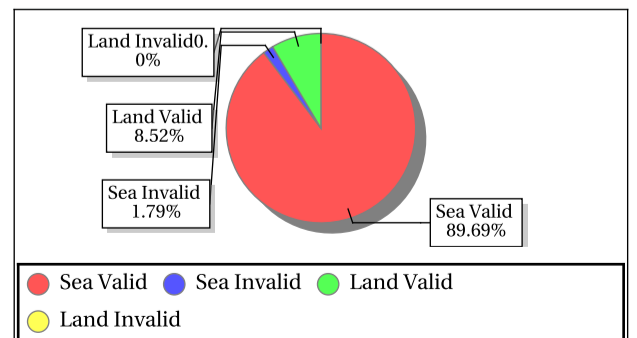 Land Invalid0.
0%
Land Valid
8.52%
Sea Invalid
1.79%
Sea Valid
89.69%
Sea Valid
Sea Invalid
Land Valid
Land Invalid